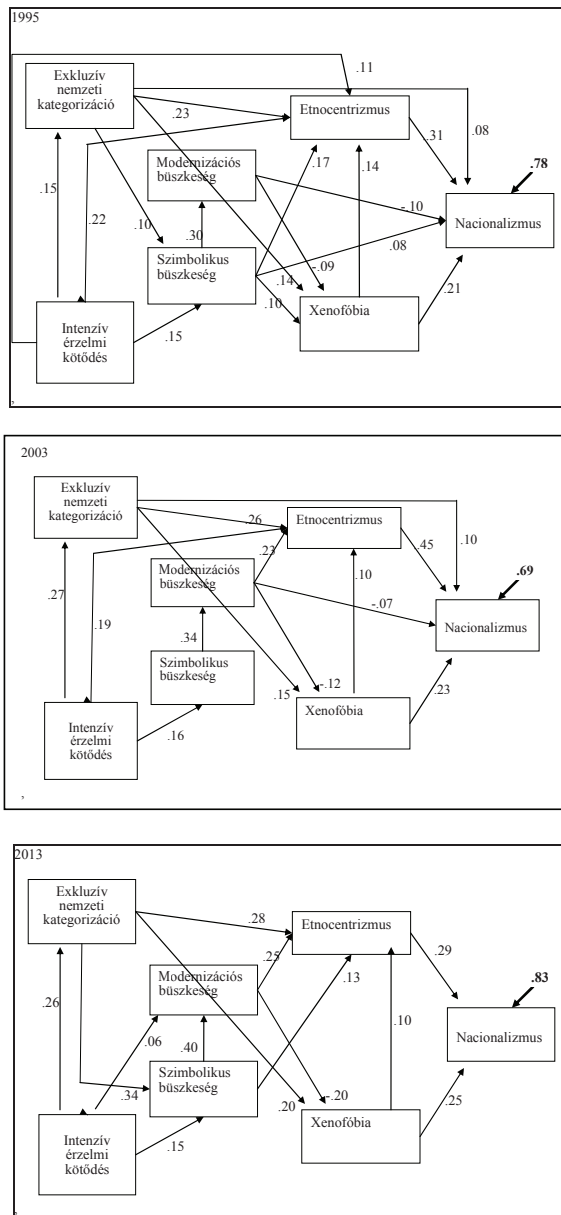 1995
Exkluzív
nemzeti
kategorizáció
.11
.23
Etnocentrizmus
.08
.31
.15
Modernizációs
büszkeség
.17
.14
.78
.22
.10
.30
-.10
Nacionalizmus
Szimbolikus
büszkeség
-.09
.08
.14
.10
Xenofóbia
.21
Intenzív
érzelmi
kötődés
.15
,
2003
Exkluzív
nemzeti
kategorizáció
.26
Etnocentrizmus
.10
.45
.23
Modernizációs
büszkeség
.10
.69
.27
.19
.34
-.07
Nacionalizmus
Szimbolikus
büszkeség
.15
-.12
Xenofóbia
.23
Intenzív
érzelmi
kötődés
.16
,
2013
Exkluzív
nemzeti
kategorizáció
.28
Etnocentrizmus
.25
.29
Modernizációs
büszkeség
.13
.83
.26
.06
.40
.10
Nacionalizmus
Szimbolikus
büszkeség
.34
.20
-.20
Xenofóbia
.25
Intenzív
érzelmi
kötődés
.15
,